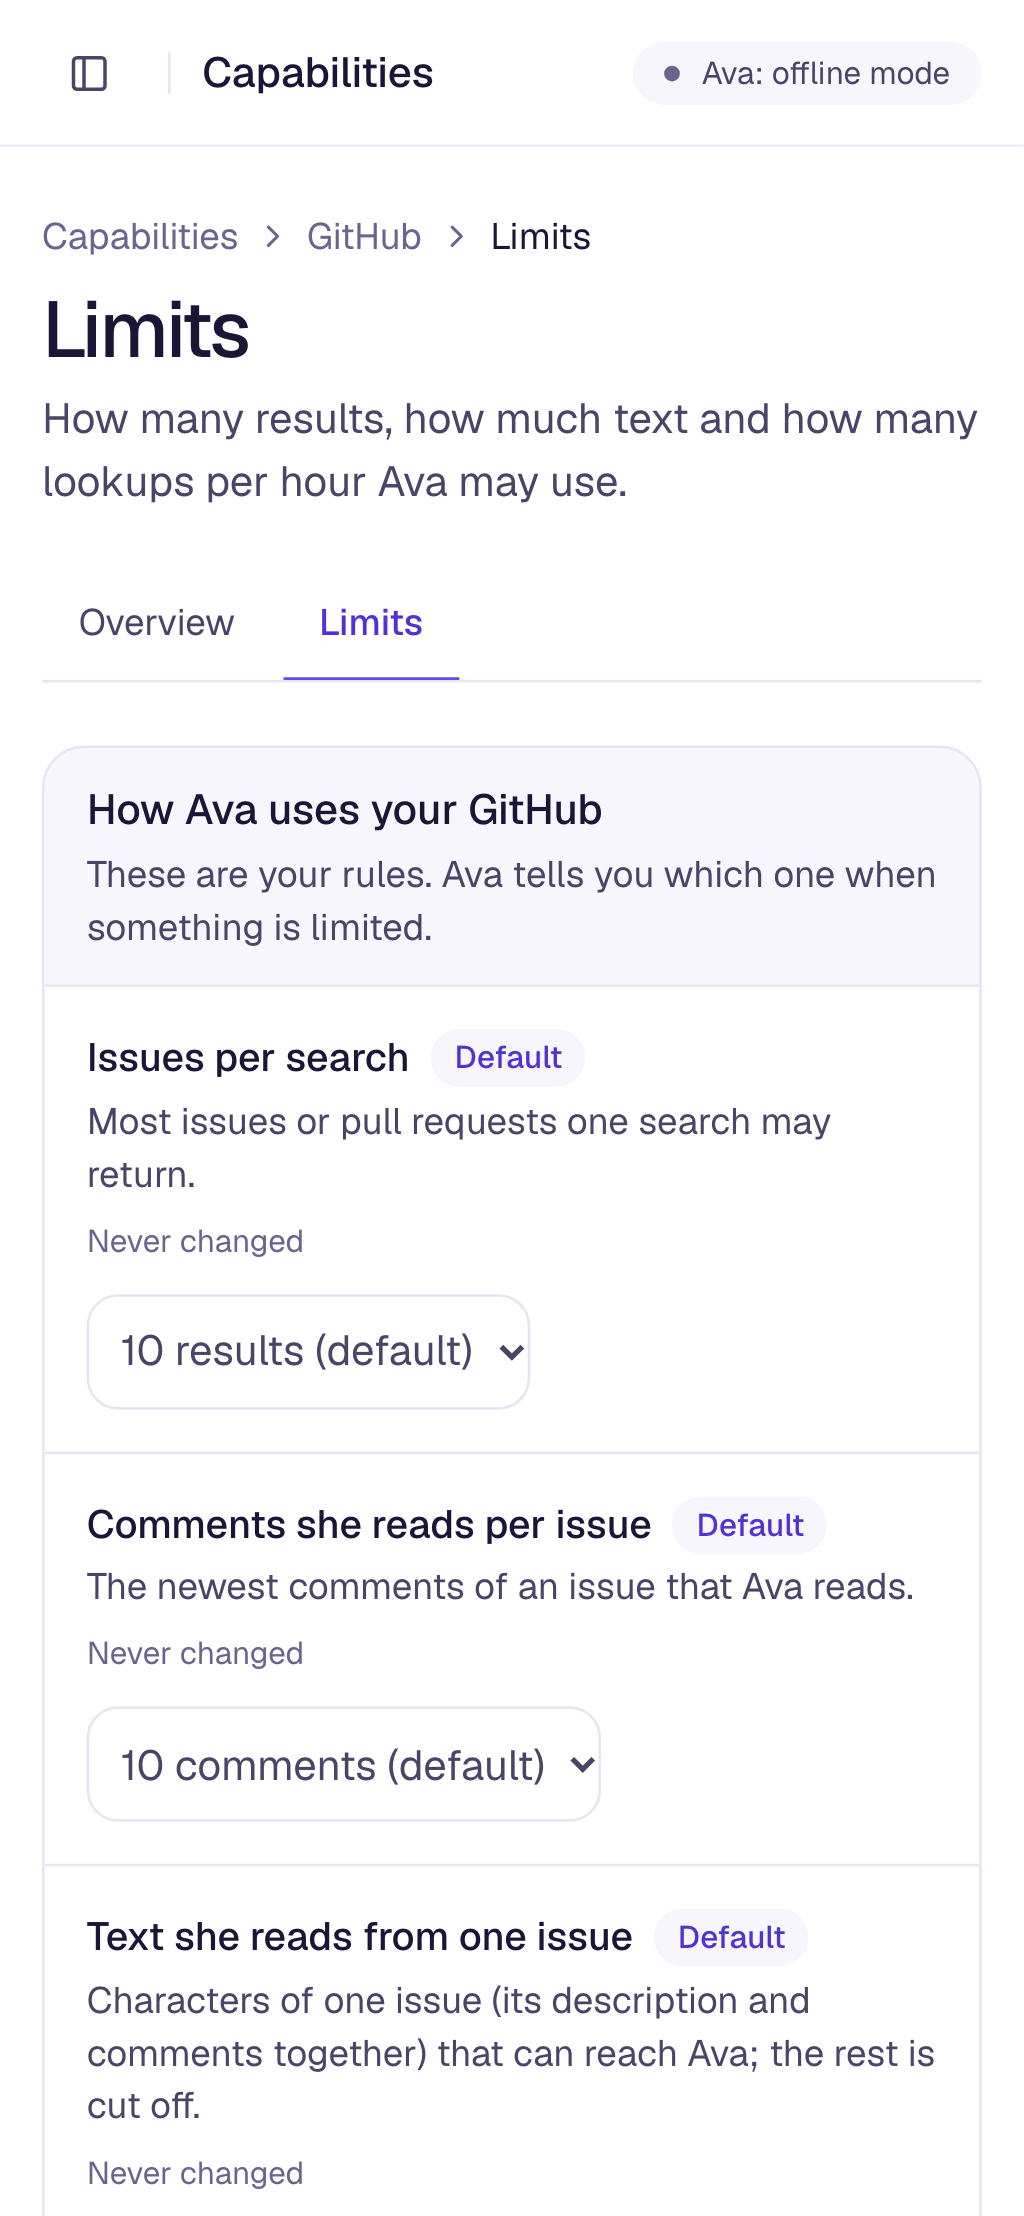 Capabilities
Ava: offline mode
Capabilities > GitHub > Limits
Limits
How many results, how much text and how many
lookups per hour Ava may use.
Overview
Limits
How Ava uses your GitHub
These are your rules. Ava tells you which one when
something is limited.
Issues per search
Default
Most issues or pull requests one search may
return.
Never changed
10 results (default)
Comments she reads per issue
Default
The newest comments of an issue that Ava reads.
Never changed
10 comments (default)
Text she reads from one issue
Default
Characters of one issue (its description and
comments together) that can reach Ava; the rest is
cut off.
Never changed